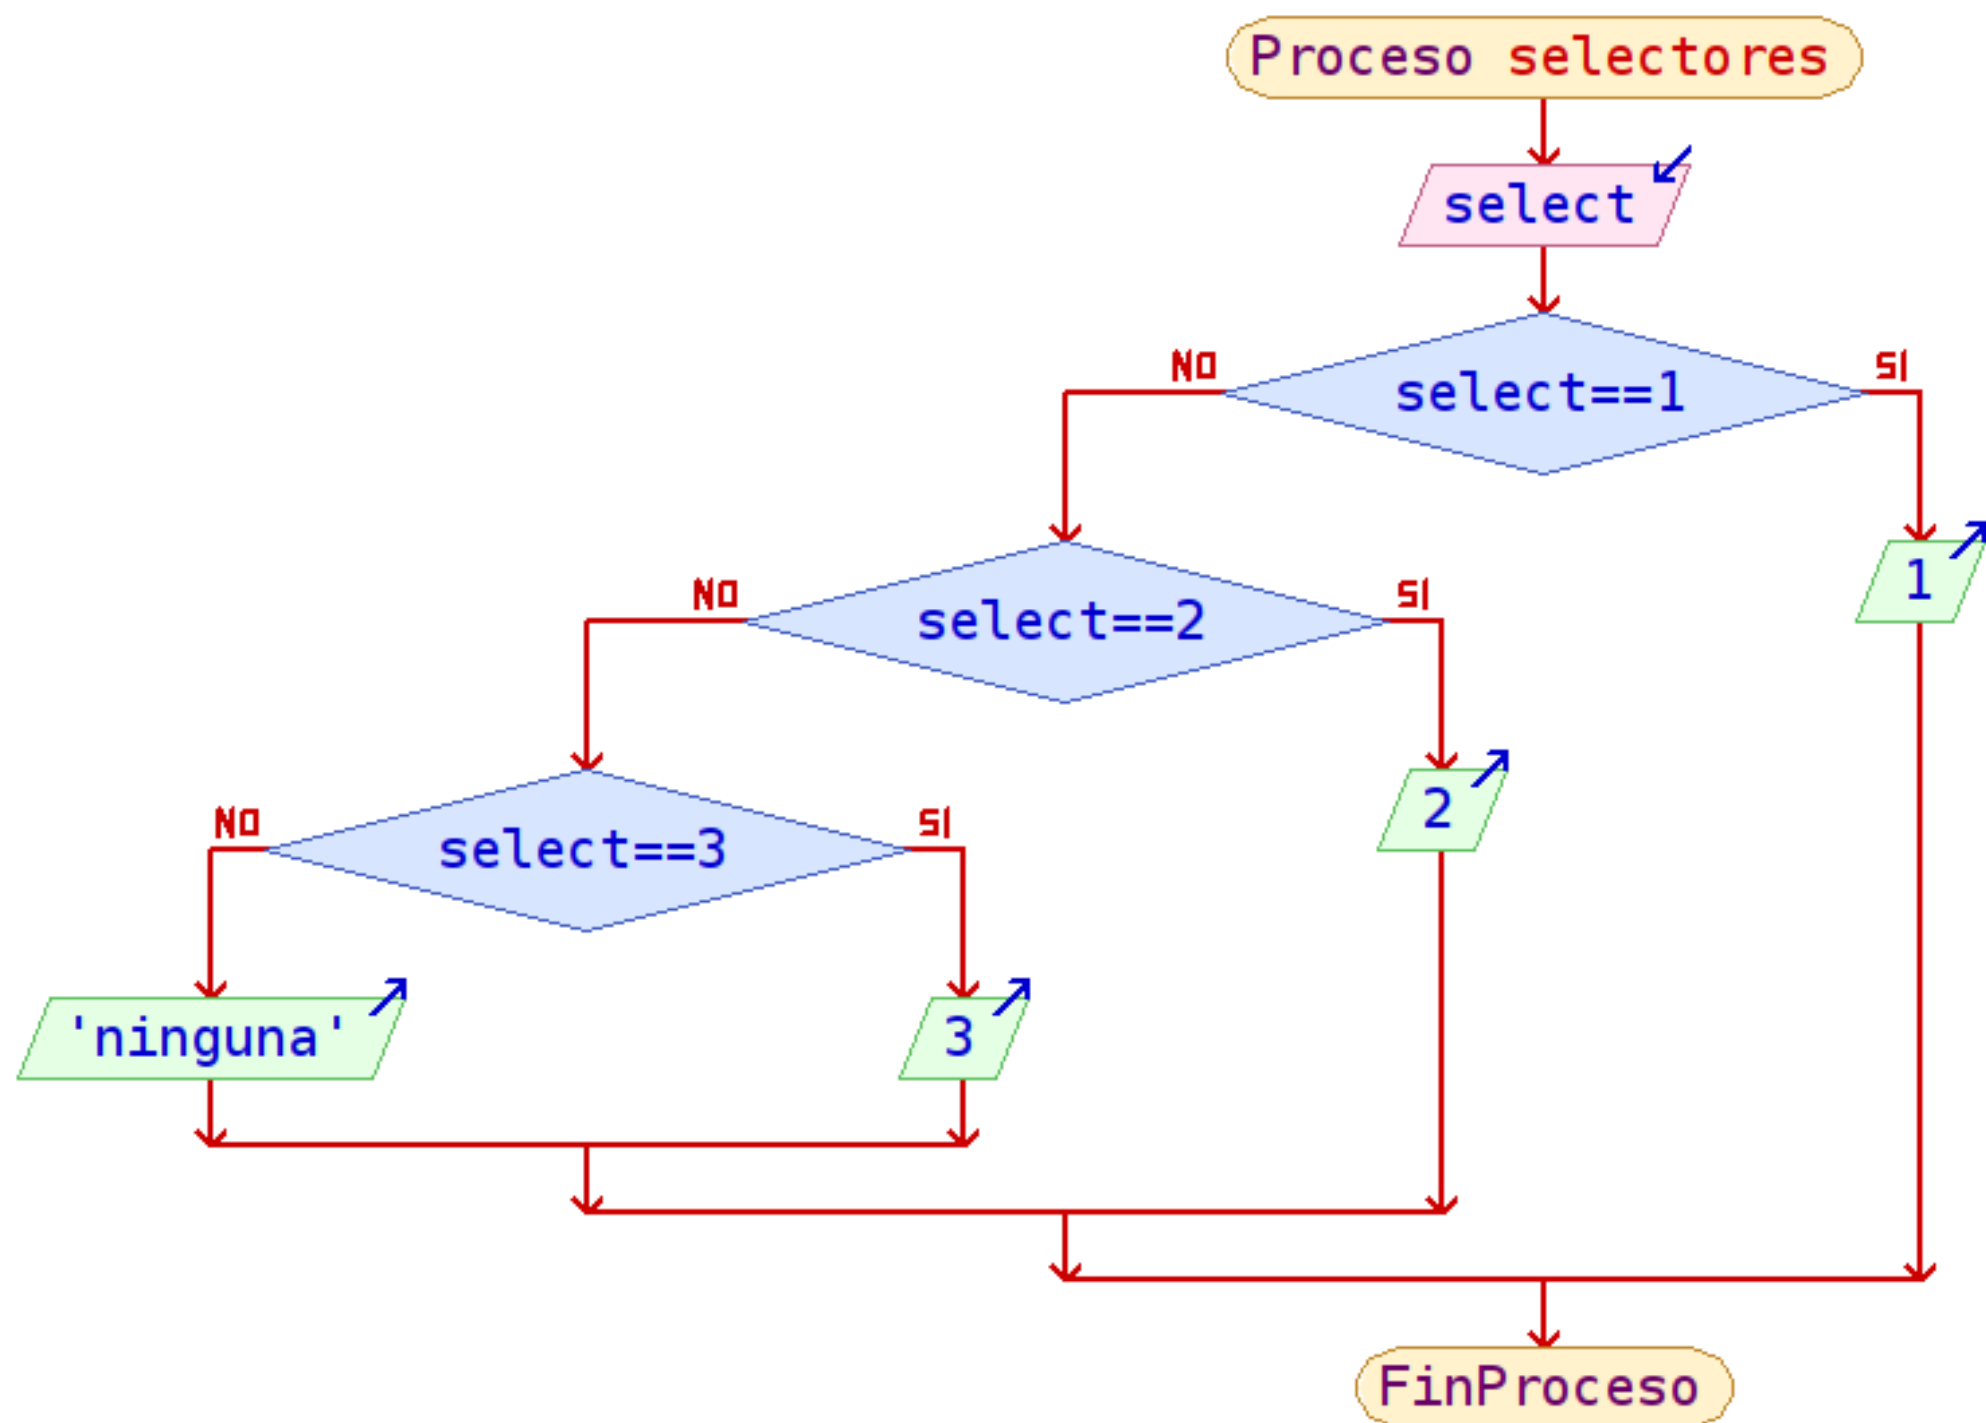 Proceso selectores
select
NO
select==1
SI
NO
select==2
SI
1
NO
select==3
SI
2
'ninguna'
3
FinProceso